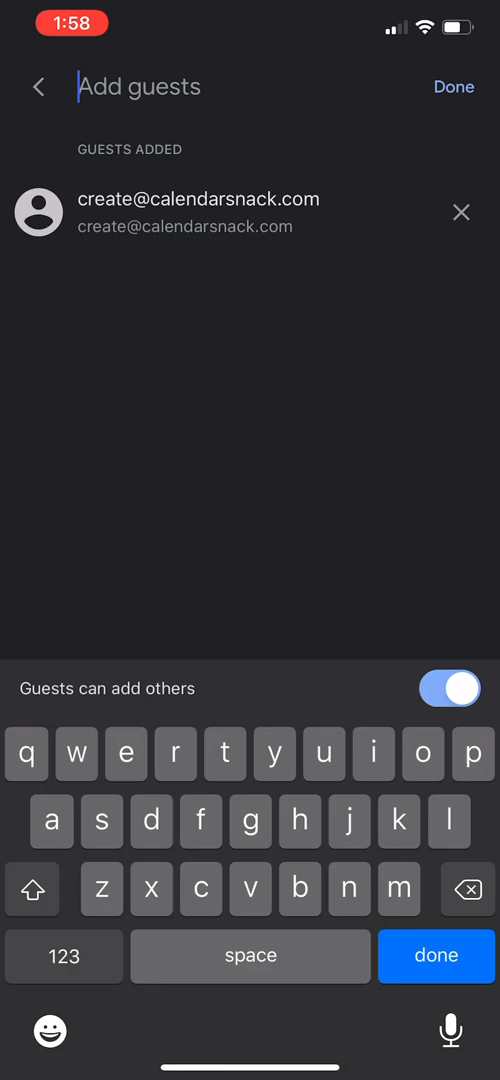 1:58
Add guests
Done
GUESTS ADDED
create@calendarsnack.com
create@calendarsnack.com
Guests can add others
q w e r t y u i o p
a s d f g h j k l
z x c v b n m
123 space done